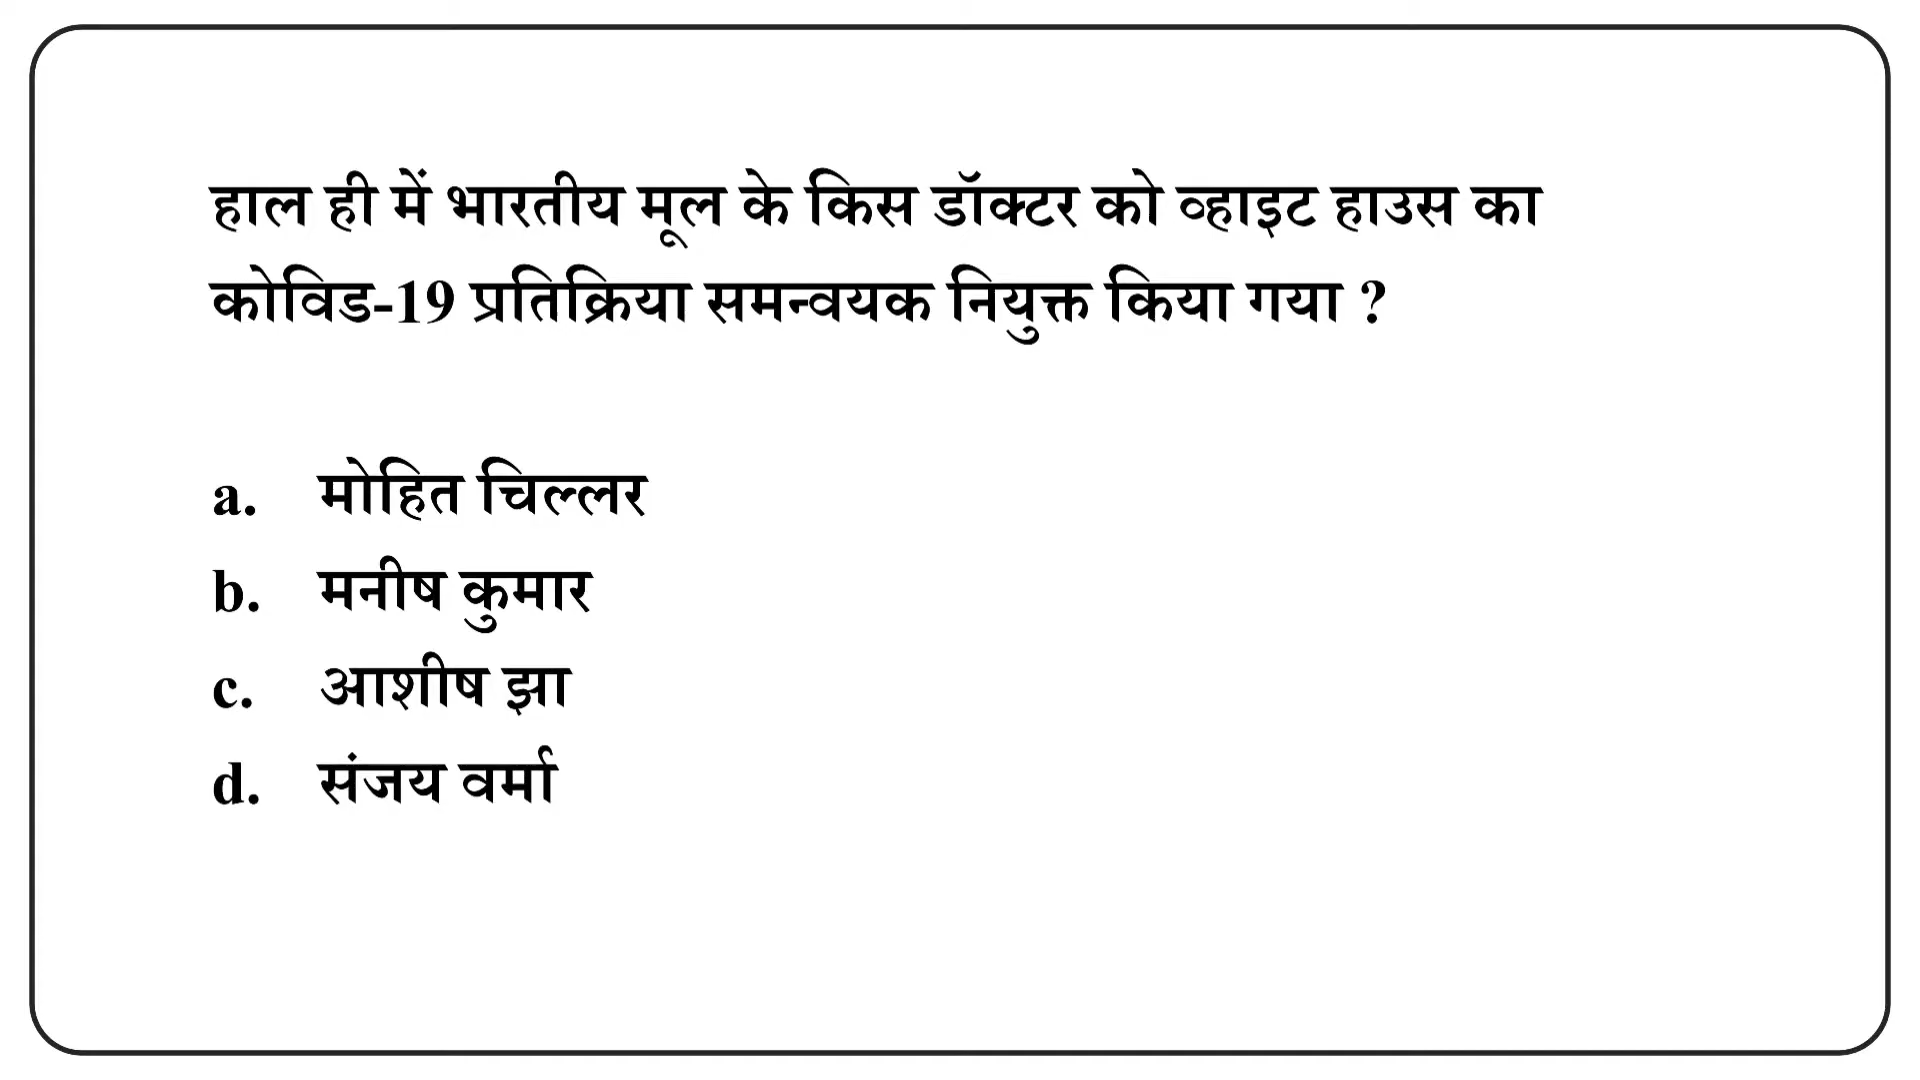 हाल ही में भारतीय मूल के किस डॉक्टर को व्हाइट हाउस का
कोविड-19 प्रतिक्रिया समन्वयक नियुक्त किया गया ?
a. मोहित चिल्लर
b. मनीष कुमार
c. आशीष झा
d. संजय वर्मा